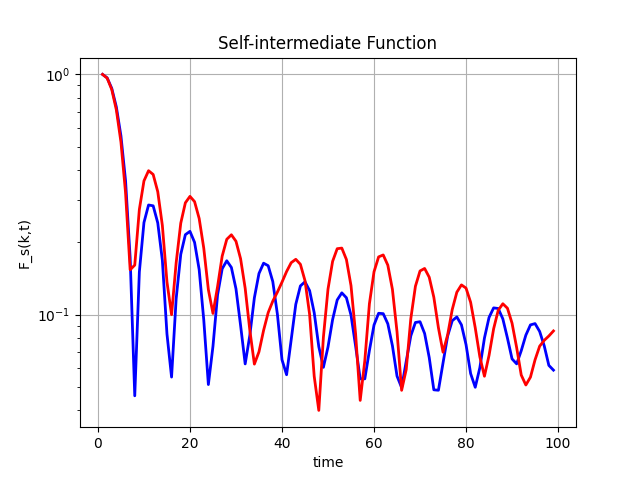 Self-intermediate Function
F_s(k,t)
10⁰
10⁻¹
0 20 40 60 80 100
time